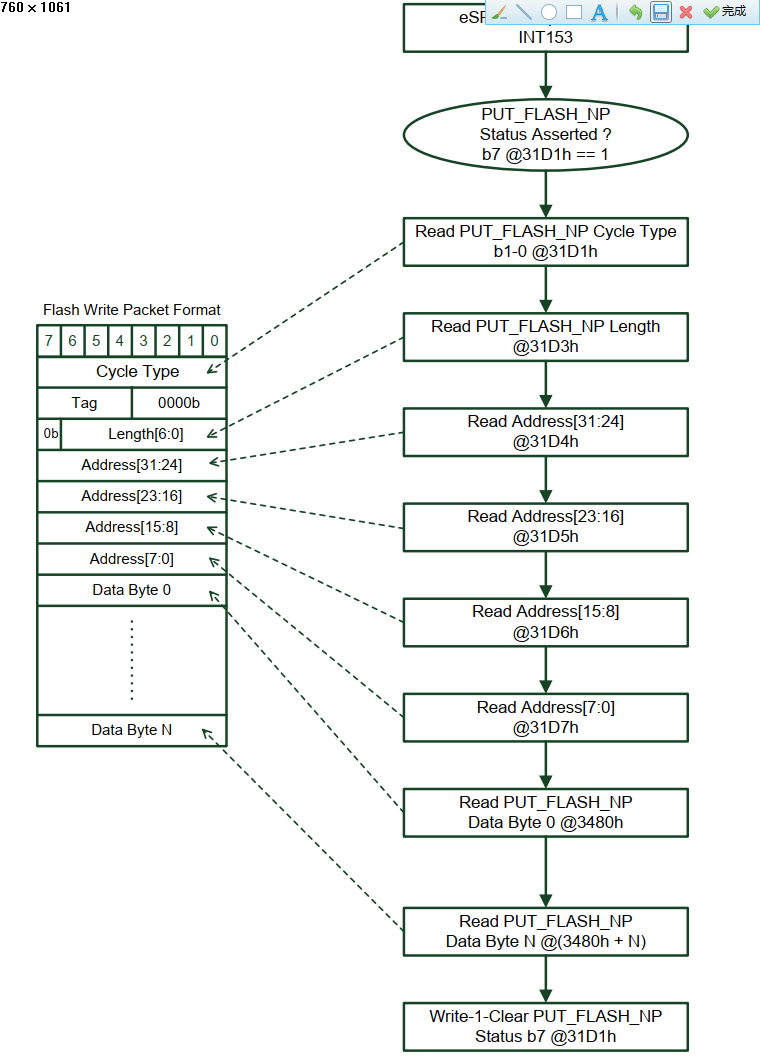 760 × 1061
完成
INT153
PUT_FLASH_NP
Status Asserted ?
b7 @31D1h == 1
Read PUT_FLASH_NP Cycle Type
b1-0 @31D1h
Read PUT_FLASH_NP Length
@31D3h
Read Address[31:24]
@31D4h
Read Address[23:16]
@31D5h
Read Address[15:8]
@31D6h
Read Address[7:0]
@31D7h
Read PUT_FLASH_NP
Data Byte 0 @3480h
Read PUT_FLASH_NP
Data Byte N @(3480h + N)
Write-1-Clear PUT_FLASH_NP
Status b7 @31D1h
Flash Write Packet Format
7 6 5 4 3 2 1 0
Cycle Type
Tag 0000b
0b Length[6:0]
Address[31:24]
Address[23:16]
Address[15:8]
Address[7:0]
Data Byte 0
Data Byte N